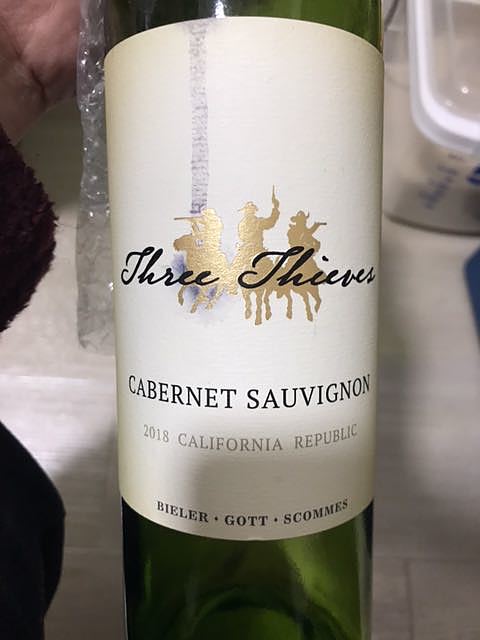 Three Thieves
CABERNET SAUVIGNON
2018 CALIFORNIA REPUBLIC
BIELER • GOTT • SCOMMES